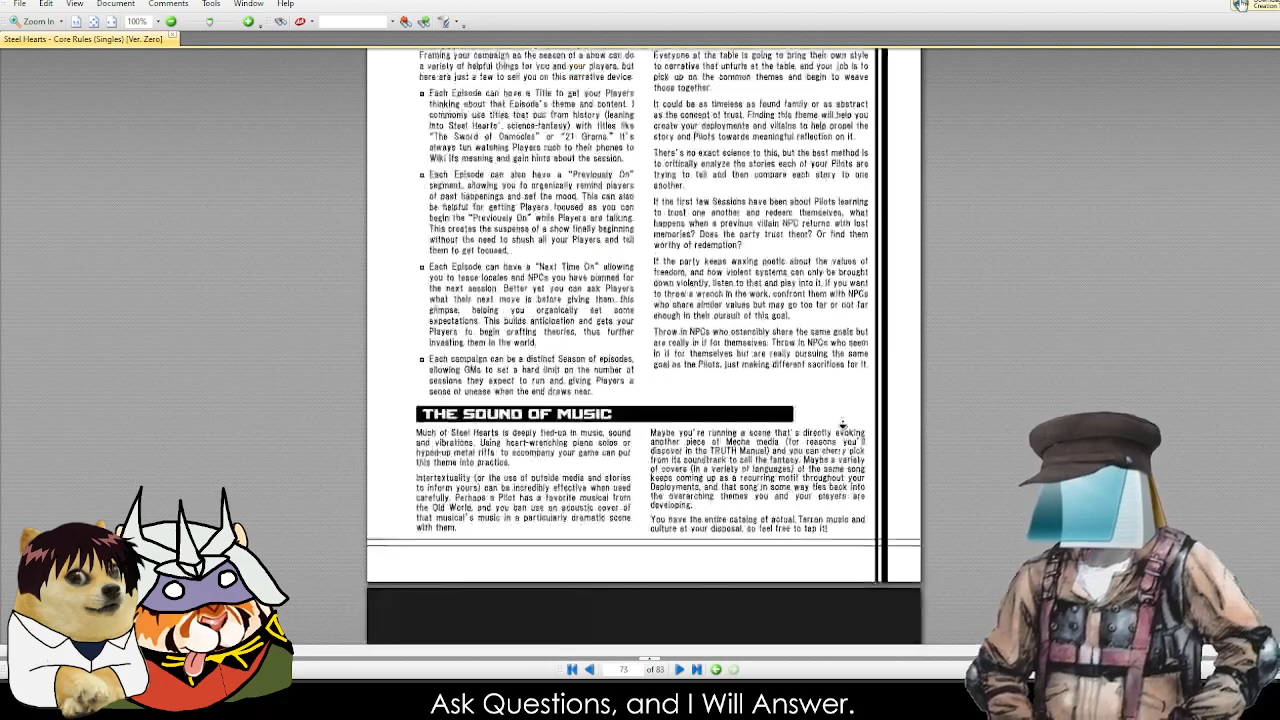 File Edit View Document Comments Tools Window Help
Zoom In 100%
Creation
Steel Hearts - Core Rules (Singles) [Ver. Zero]
Framing your campaign as the season of a show can do
a variety of helpful things for you and your players, but
here are just a few to sell you on this narrative device:
Each Episode can have a Title to get your Players
thinking about that Episode's theme and content. I
commonly use titles that pull from history (leaning
into Steel Hearts' science-fantasy) with titles like
"The Sword of Damocles" or "21 Grams." It's
always fun watching Players rush to their phones to
Wiki its meaning and gain hints about the session.
Each Episode can also have a "Previously On"
segment, allowing you to organically remind players
of past happenings and set the mood. This can also
be helpful for getting Players focused as you can
begin the "Previously On" while Players are talking.
This creates the suspense of a show finally beginning
without the need to shush all your Players and tell
them to get focused.
Each Episode can have a "Next Time On" allowing
you to tease locales and NPCs you have planned for
the next session. Better yet you can ask Players
what their next move is before giving them this
glimpse, helping you organically set some
expectations. This builds anticipation and gets your
Players to begin crafting theories, thus further
investing them in the world.
Each campaign can be a distinct Season of episodes,
allowing GMs to set a hard limit on the number of
sessions they expect to run and giving Players a
sense of unease when the end draws near.
Everyone at the table is going to bring their own style
to narrative that unfurls at the table, and your job is to
pick up on the common themes and begin to weave
those together.
It could be as timeless as found family or as abstract
as the concept of trust. Finding this theme will help you
create your deployments and villains to help propel the
story and Pilots towards meaningful reflection on it.
There's no exact science to this, but the best method is
to critically analyze the stories each of your Pilots are
trying to tell and then compare each story to one
another.
If the first few Sessions have been about Pilots learning
to trust one another and redeem themselves, what
happens when a previous villain NPC returns with lost
memories? Does the party trust them? Or find them
worthy of redemption?
If the party keeps waxing poetic about the values of
freedom, and how violent systems can only be brought
down violently, listen to that and play into it. If you want
to throw a wrench in the work, confront them with NPCs
who share similar values but may go too far or not far
enough in their pursuit of this goal.
Throw in NPCs who ostensibly share the same goals but
are really in it for themselves. Throw in NPCs who seem
in it for themselves but are really pursuing the same
goal as the Pilots, just making different sacrifices for it.
THE SOUND OF MUSIC
Much of Steel Hearts is deeply tied-up in music, sound
and vibrations. Using heart-wrenching piano solos or
hyped-up metal riffs to accompany your game can put
this theme into practice.
Intertextuality (or the use of outside media and stories
to inform yours) can be incredibly effective when used
carefully. Perhaps a Pilot has a favorite musical from
the Old World, and you can use an acoustic cover of
that musical's music in a particularly dramatic scene
with them.
Maybe you're running a scene that's directly evoking
another piece of Mecha media (for reasons you'll
discover in the TRUTH Manual) and you can cherry pick
from its soundtrack to sell the fantasy. Maybe a variety
of covers (in a variety of languages) of the same song
keeps coming up as a recurring motif throughout your
Deployments, and that song in some way ties back into
the overarching themes you and your players are
developing.
You have the entire catalog of actual Terran music and
culture at your disposal, so feel free to tap it!
73 of 83
Ask Questions, and I Will Answer.